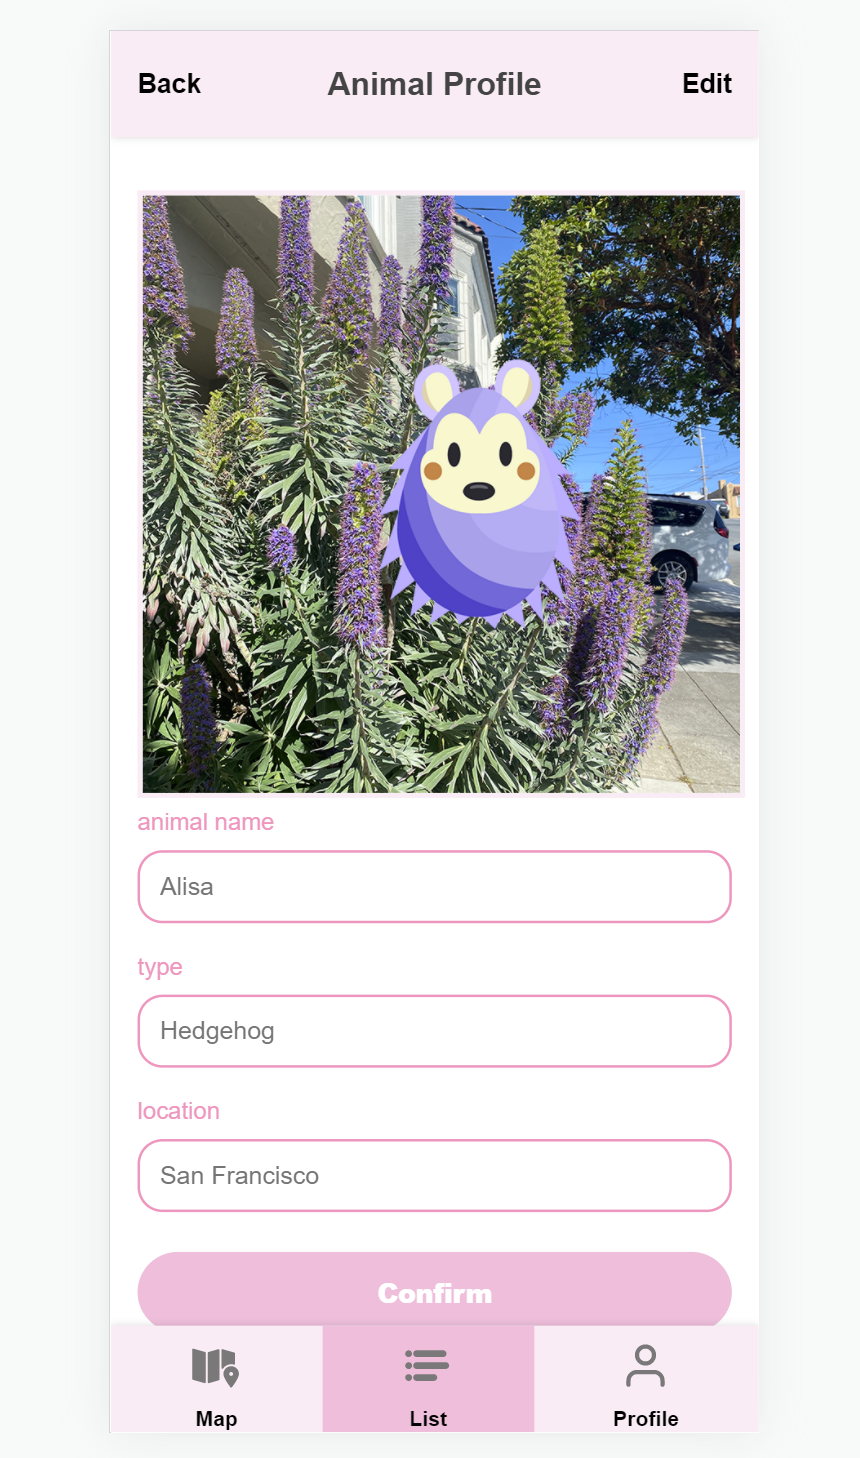 Back
Animal Profile
Edit
animal name
Alisa
type
Hedgehog
location
San Francisco
Confirm
Map
List
Profile